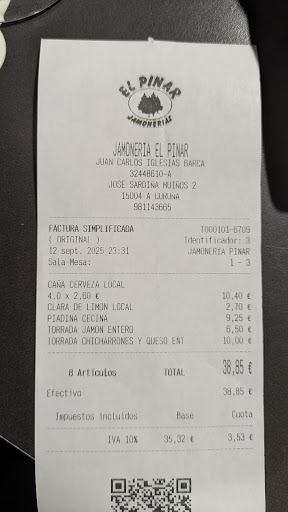 EL PINAR
JAMONERIAS
JAMONERIA EL PINAR
JUAN CARLOS IGLESIAS BARCA
32448610-A
JOSE SARDIÑA MUIÑOS 2
15004 A CORUÑA
981143665
FACTURA SIMPLIFICADA T000101-6709
( ORIGINAL ) Identificador: 3
12 sept. 2025 23:31 JAMONERIA PINAR
Sala-Mesa: 1 - 3
CAÑA CERVEZA LOCAL
4.0 x 2,60 € 10,40 €
CLARA DE LIMON LOCAL 2,70 €
PIADINA CECINA 9,25 €
TORRADA JAMÓN ENTERO 6,50 €
TORRADA CHICHARRONES Y QUESO ENT 10,00 €
8 Artículos TOTAL 38,85 €
Efectivo 38,85 €
Impuestos incluidos Base Cuota
IVA 10% 35,32 € 3,53 €